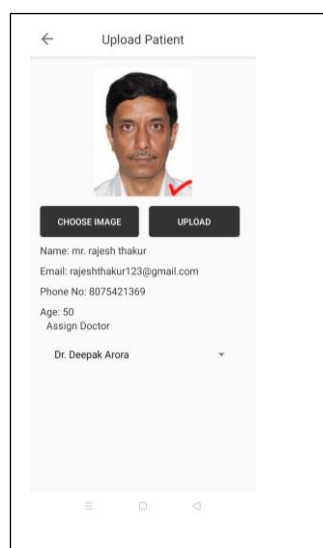 Upload Patient
CHOOSE IMAGE UPLOAD
Name: mr. rajesh thakur
Email: rajeshthakur123@gmail.com
Phone No: 8075421369
Age: 50
Assign Doctor
Dr. Deepak Arora